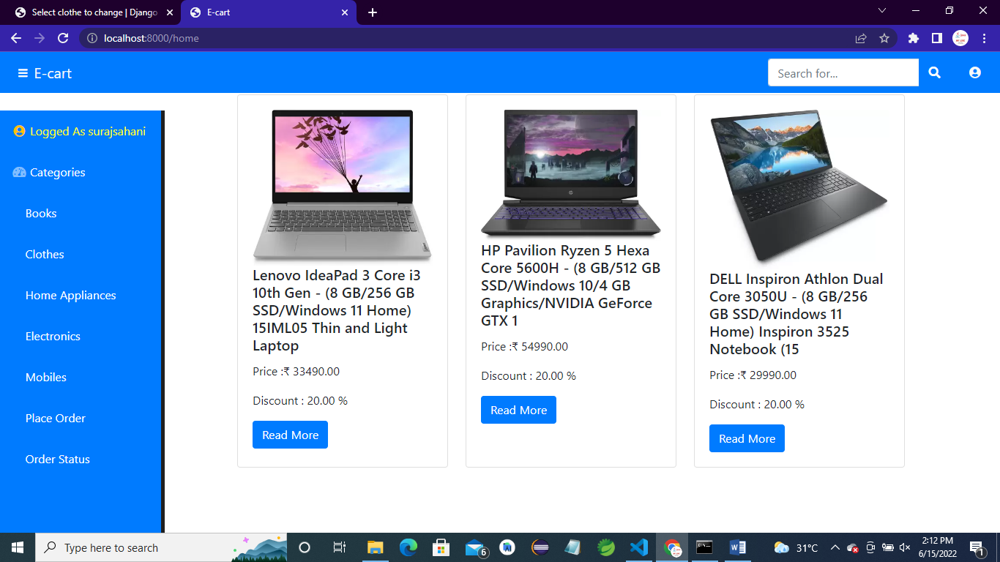 Select clothe to change | Django
E-cart
localhost:8000/home
E-cart
Search for...
Logged As surajsahani
Categories
Books
Clothes
Home Appliances
Electronics
Mobiles
Place Order
Order Status
Lenovo IdeaPad 3 Core i3
10th Gen - (8 GB/256 GB
SSD/Windows 11 Home)
15IML05 Thin and Light
Laptop
Price :₹ 33490.00
Discount : 20.00 %
Read More
HP Pavilion Ryzen 5 Hexa
Core 5600H - (8 GB/512 GB
SSD/Windows 10/4 GB
Graphics/NVIDIA GeForce
GTX 1
Price :₹ 54990.00
Discount : 20.00 %
Read More
DELL Inspiron Athlon Dual
Core 3050U - (8 GB/256
GB SSD/Windows 11
Home) Inspiron 3525
Notebook (15
Price :₹ 29990.00
Discount : 20.00 %
Read More
Type here to search
6
31°C
2:12 PM
6/15/2022
1